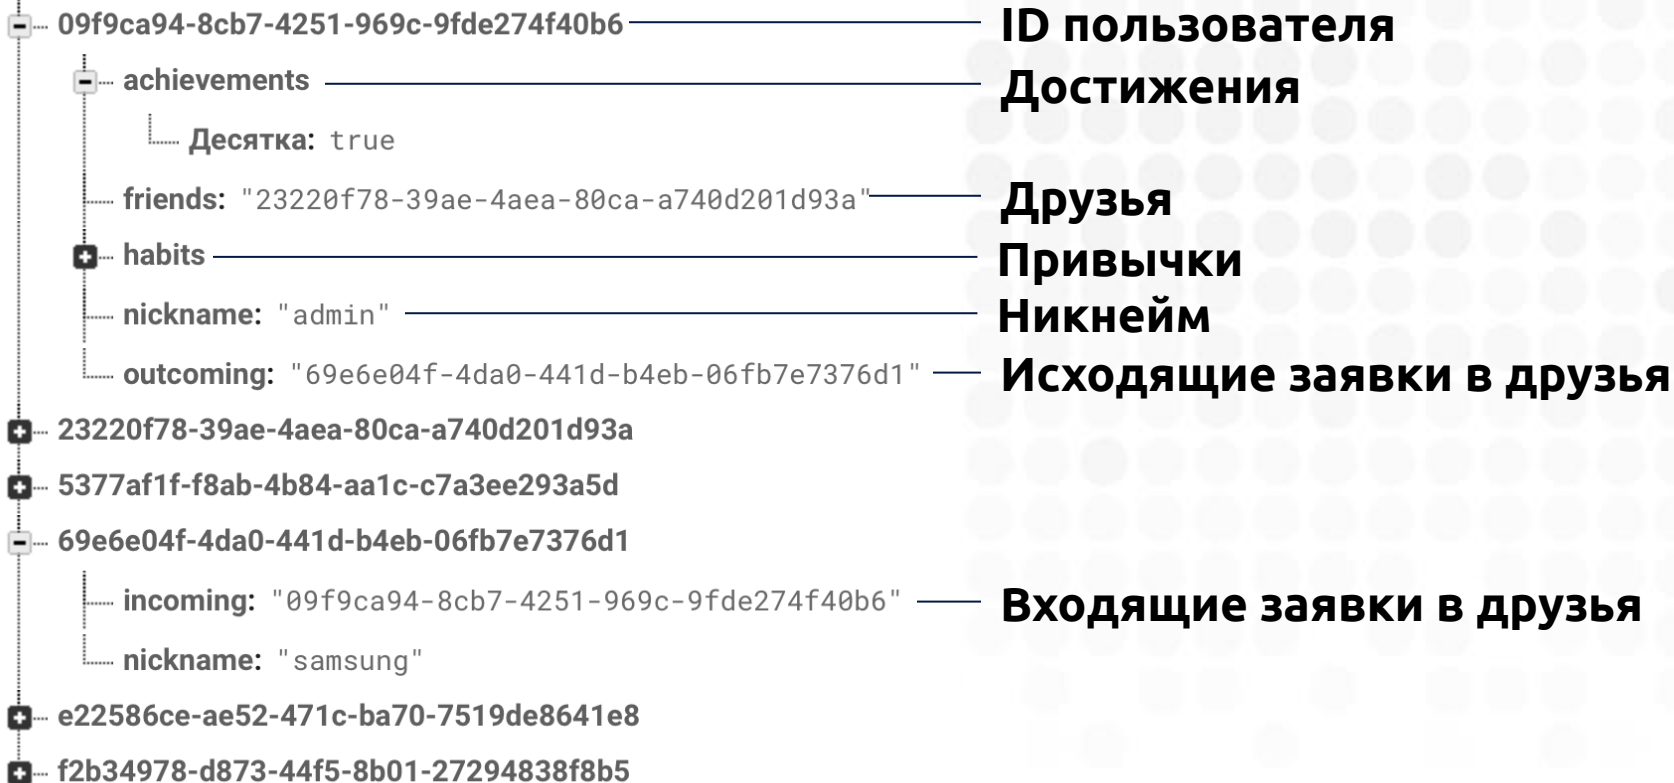 09f9ca94-8cb7-4251-969c-9fde274f40b6 ID пользователя
achievements Достижения
Десятка: true
friends: "23220f78-39ae-4aea-80ca-a740d201d93a" Друзья
habits Привычки
nickname: "admin" Никнейм
outcoming: "69e6e04f-4da0-441d-b4eb-06fb7e7376d1" Исходящие заявки в друзья
23220f78-39ae-4aea-80ca-a740d201d93a
5377af1f-f8ab-4b84-aa1c-c7a3ee293a5d
69e6e04f-4da0-441d-b4eb-06fb7e7376d1
incoming: "09f9ca94-8cb7-4251-969c-9fde274f40b6" Входящие заявки в друзья
nickname: "samsung"
e22586ce-ae52-471c-ba70-7519de8641e8
f2b34978-d873-44f5-8b01-27294838f8b5